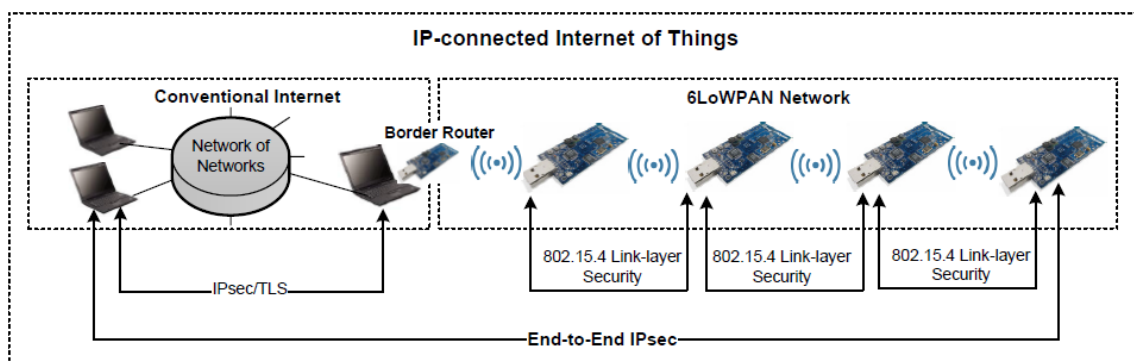 IP-connected Internet of Things
Conventional Internet
6LoWPAN Network
Border Router
Network of
Networks
802.15.4 Link-layer
Security
802.15.4 Link-layer
Security
802.15.4 Link-layer
Security
IPsec/TLS
End-to-End IPsec